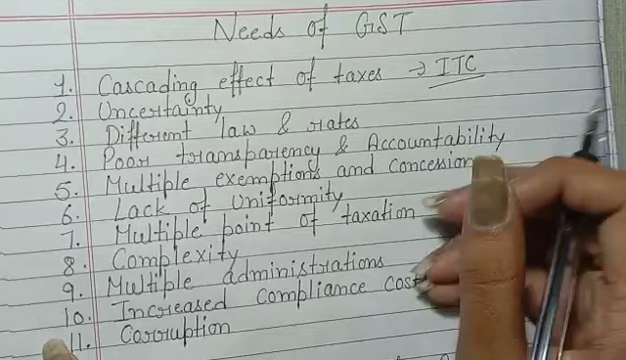 Needs of GST
1. Cascading effect of taxes → ITC
2. Uncertainty
3. Different law & rates
4. Poor transparency & Accountability
5. Multiple exemptions and concession
6. Lack of Uniformity
7. Multiple point of taxation
8. Complexity
9. Multiple administrations
10. Increased compliance cost
11. Corruption